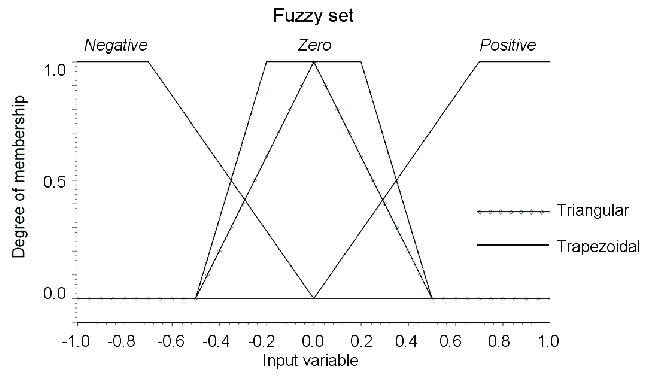 Fuzzy set
Negative Zero Positive
1.0
0.5
0.0
Degree of membership
Triangular
Trapezoidal
-1.0 -0.8 -0.6 -0.4 -0.2 0.0 0.2 0.4 0.6 0.8 1.0
Input variable